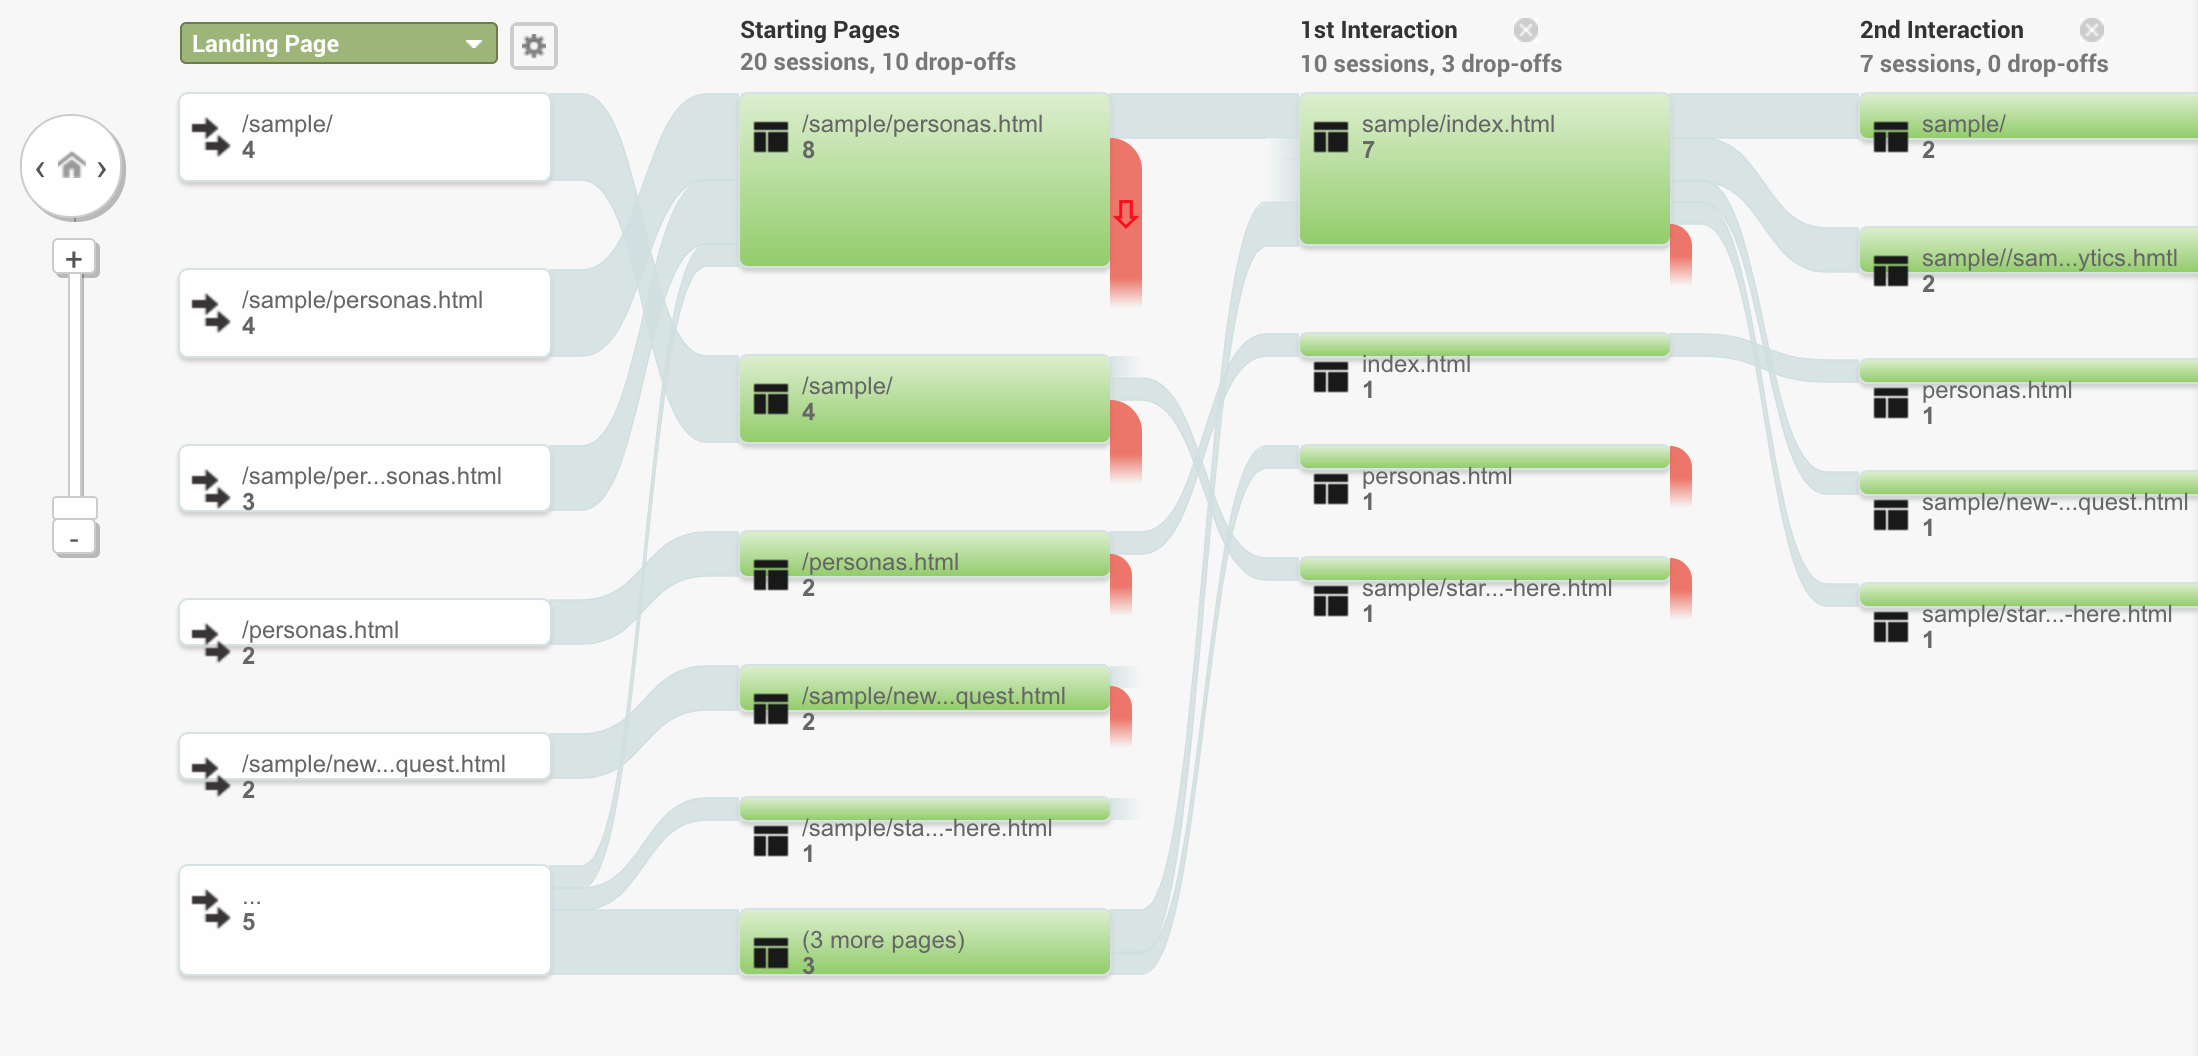 Landing Page
/sample/
4
/sample/personas.html
4
/sample/per...sonas.html
3
/personas.html
2
/sample/new...quest.html
2
...
5
+
-
Starting Pages
20 sessions, 10 drop-offs
/sample/personas.html
8
/sample/
4
/personas.html
2
/sample/new...quest.html
2
/sample/sta...-here.html
1
(3 more pages)
3
1st Interaction
10 sessions, 3 drop-offs
sample/index.html
7
index.html
1
personas.html
1
sample/star...-here.html
1
2nd Interaction
7 sessions, 0 drop-offs
sample/
2
sample//sam...ytics.hmtl
2
personas.html
1
sample/new-...quest.html
1
sample/star...-here.html
1